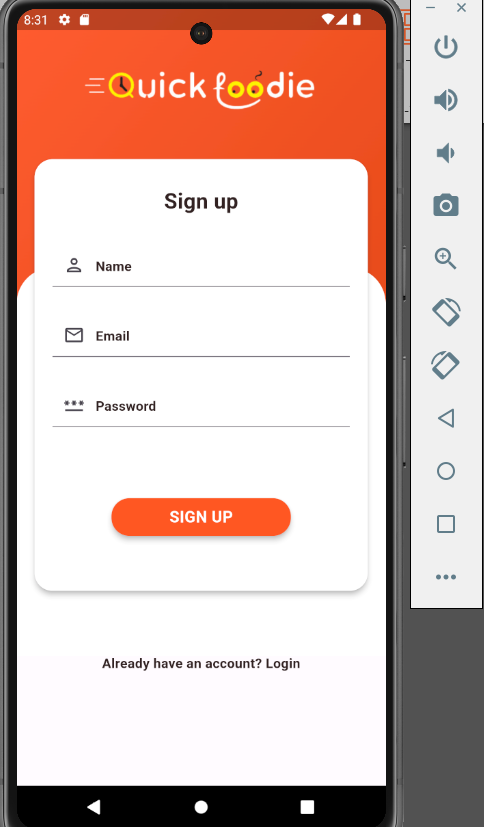 8:31
Quick foodie
Sign up
Name
Email
*** Password
SIGN UP
Already have an account? Login